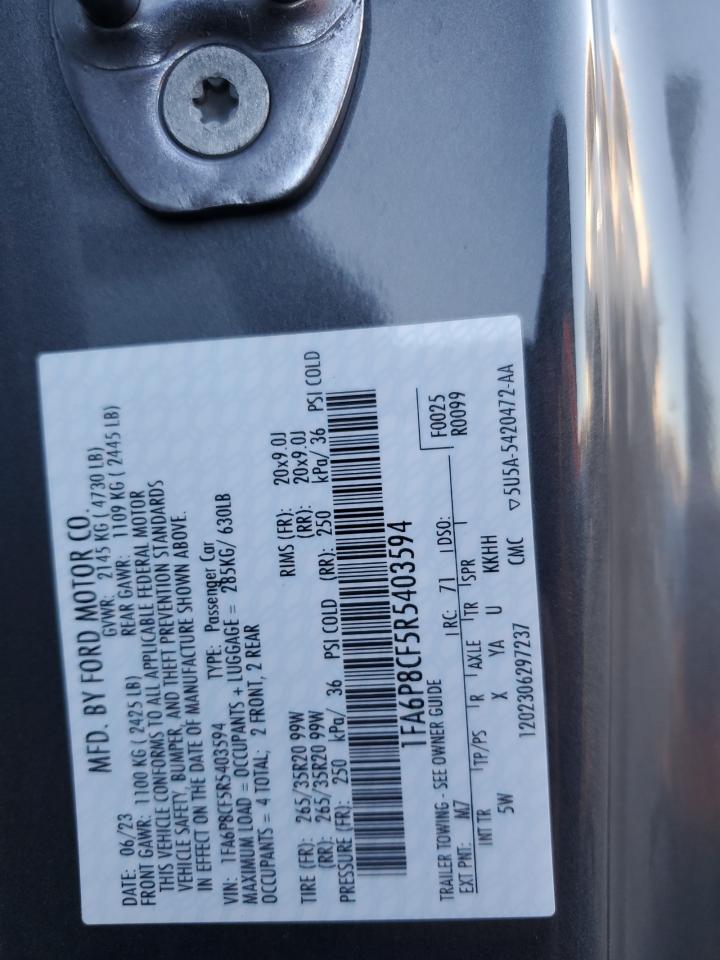 MFD. BY FORD MOTOR CO.
DATE: 06/23 GVWR: 2145 KG ( 4730 LB)
FRONT GAWR: 1100 KG ( 2425 LB) REAR GAWR: 1109 KG ( 2445 LB)
THIS VEHICLE CONFORMS TO ALL APPLICABLE FEDERAL MOTOR
VEHICLE SAFETY, BUMPER, AND THEFT PREVENTION STANDARDS
IN EFFECT ON THE DATE OF MANUFACTURE SHOWN ABOVE.
VIN: 1FA6P8CF5R5403594 TYPE: Passenger Car
MAXIMUM LOAD = OCCUPANTS + LUGGAGE = 285KG/ 630LB
OCCUPANTS = 4 TOTAL; 2 FRONT, 2 REAR
TIRE (FR): 265/35R20 99W RIMS (FR): 20x9.0J
(RR): 265/35R20 99W (RR): 20x9.0J
PRESSURE (FR): 250 kPa/ 36 PSI COLD (RR): 250 kPa/ 36 PSI COLD
1FA6P8CF5R5403594
TRAILER TOWING - SEE OWNER GUIDE F0025
EXT PNT: M7 RC: 71 DSO: R0099
INT TR TP/PS R AXLE TR SPR
5W X YA U KKHH
1202306297237 CMC ▽5U5A-5420472-AA